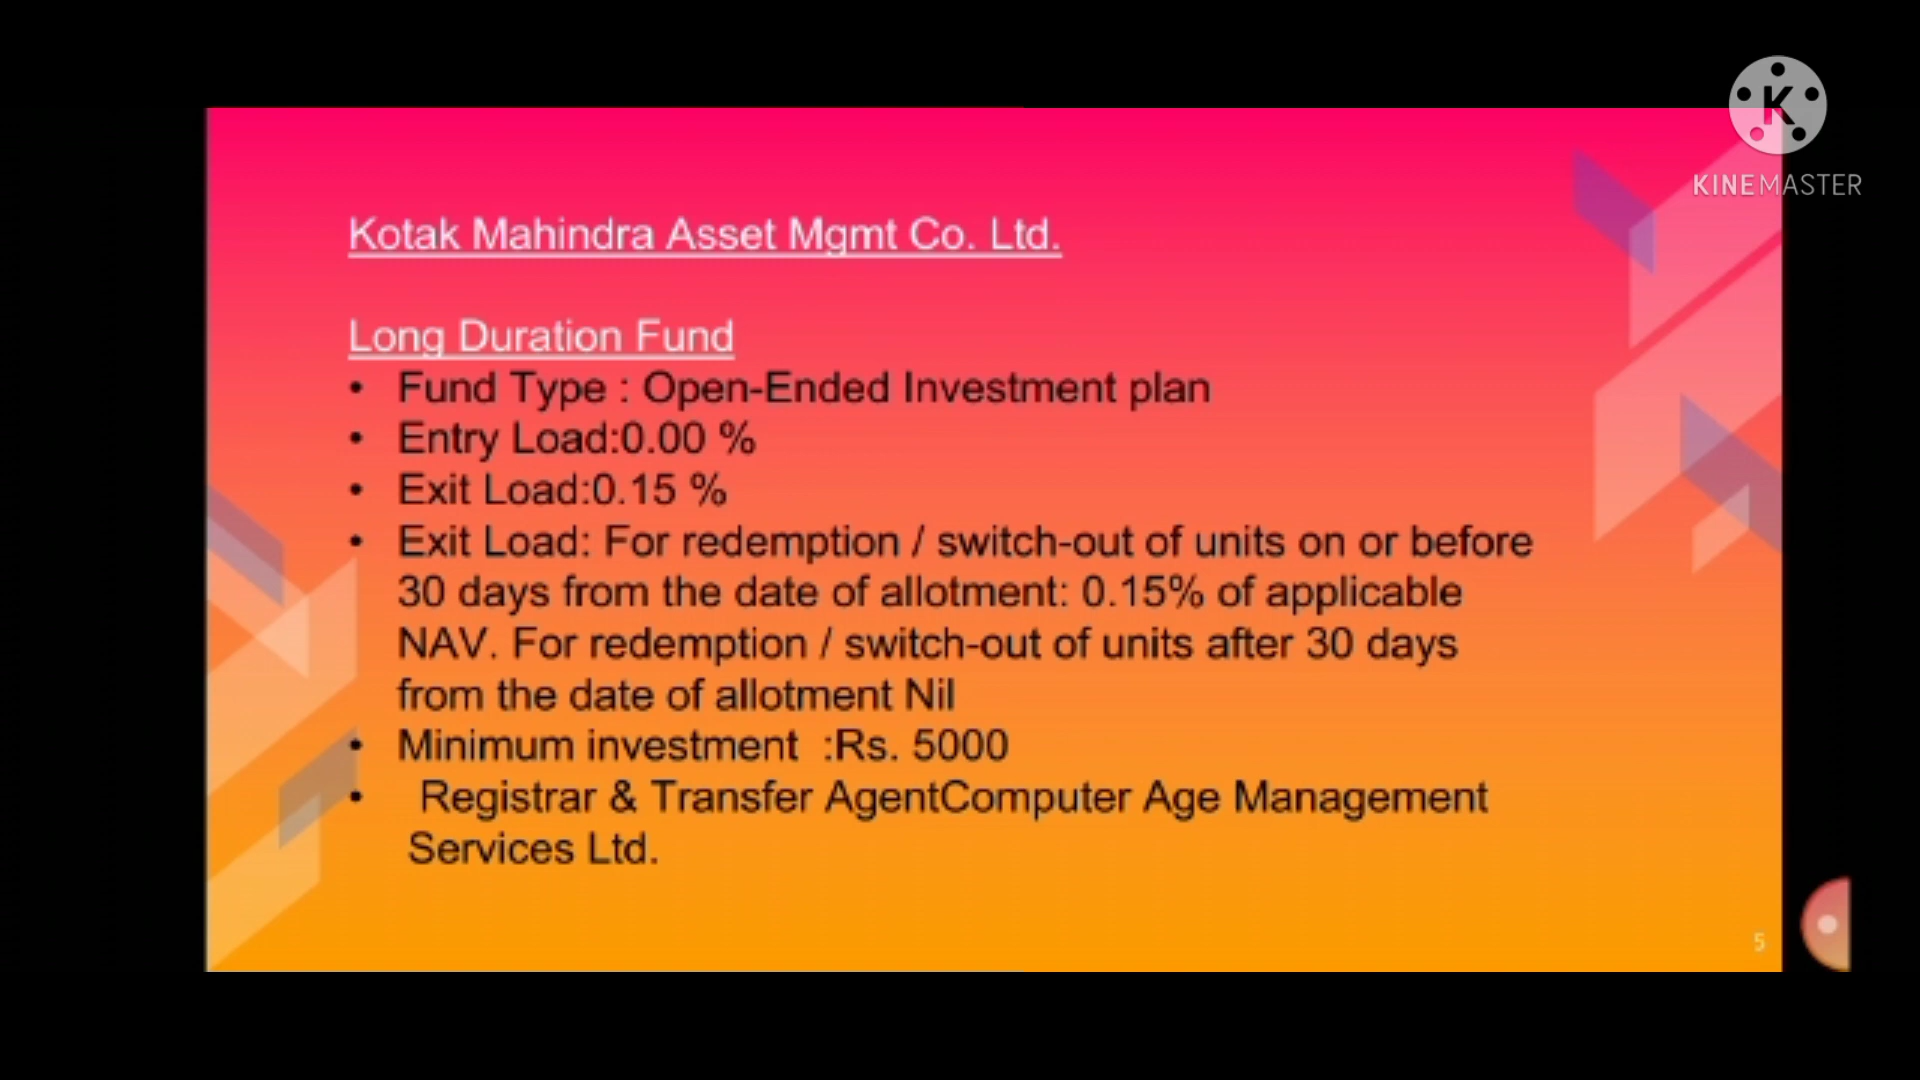 K
KINEMASTER
Kotak Mahindra Asset Mgmt Co. Ltd.
Long Duration Fund
• Fund Type : Open-Ended Investment plan
• Entry Load:0.00 %
• Exit Load:0.15 %
• Exit Load: For redemption / switch-out of units on or before
30 days from the date of allotment: 0.15% of applicable
NAV. For redemption / switch-out of units after 30 days
from the date of allotment Nil
• Minimum investment :Rs. 5000
• Registrar & Transfer AgentComputer Age Management
Services Ltd.
5